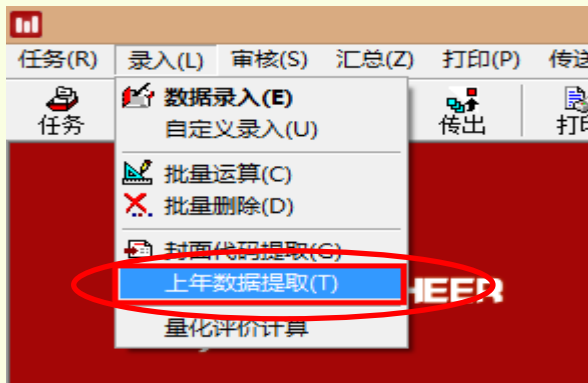 任务(R) 录入(L) 审核(S) 汇总(Z) 打印(P) 传送
任务
传出
打印
数据录入(E)
自定义录入(U)
批量运算(C)
批量删除(D)
封面代码提取(G)
上年数据提取(T)
量化评价计算
HEER